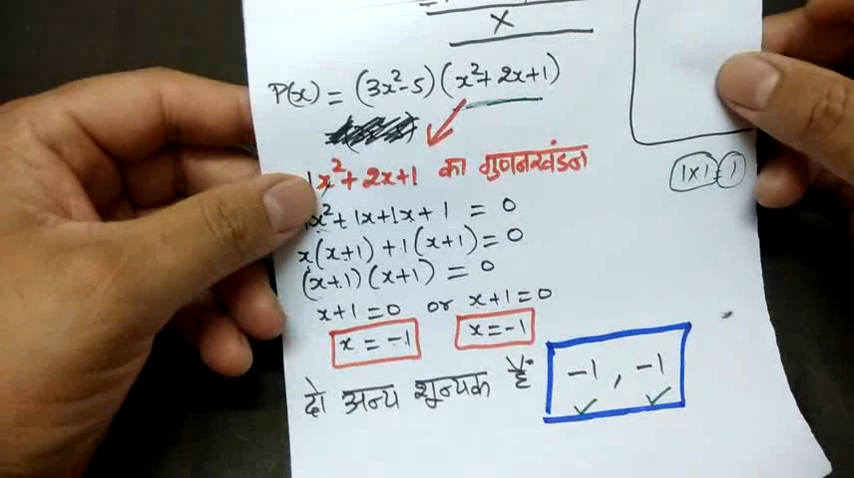 x
P(x) = (3x²-5)(x²+2x+1)
1x²+2x+1 का गुणनखंडन
x²+1x+1x+1 = 0
x(x+1)+1(x+1)=0
(x+1)(x+1)=0
x+1=0 or x+1=0
x=-1 x=-1
दो अन्य शून्यक हैं -1, -1
1x1=1